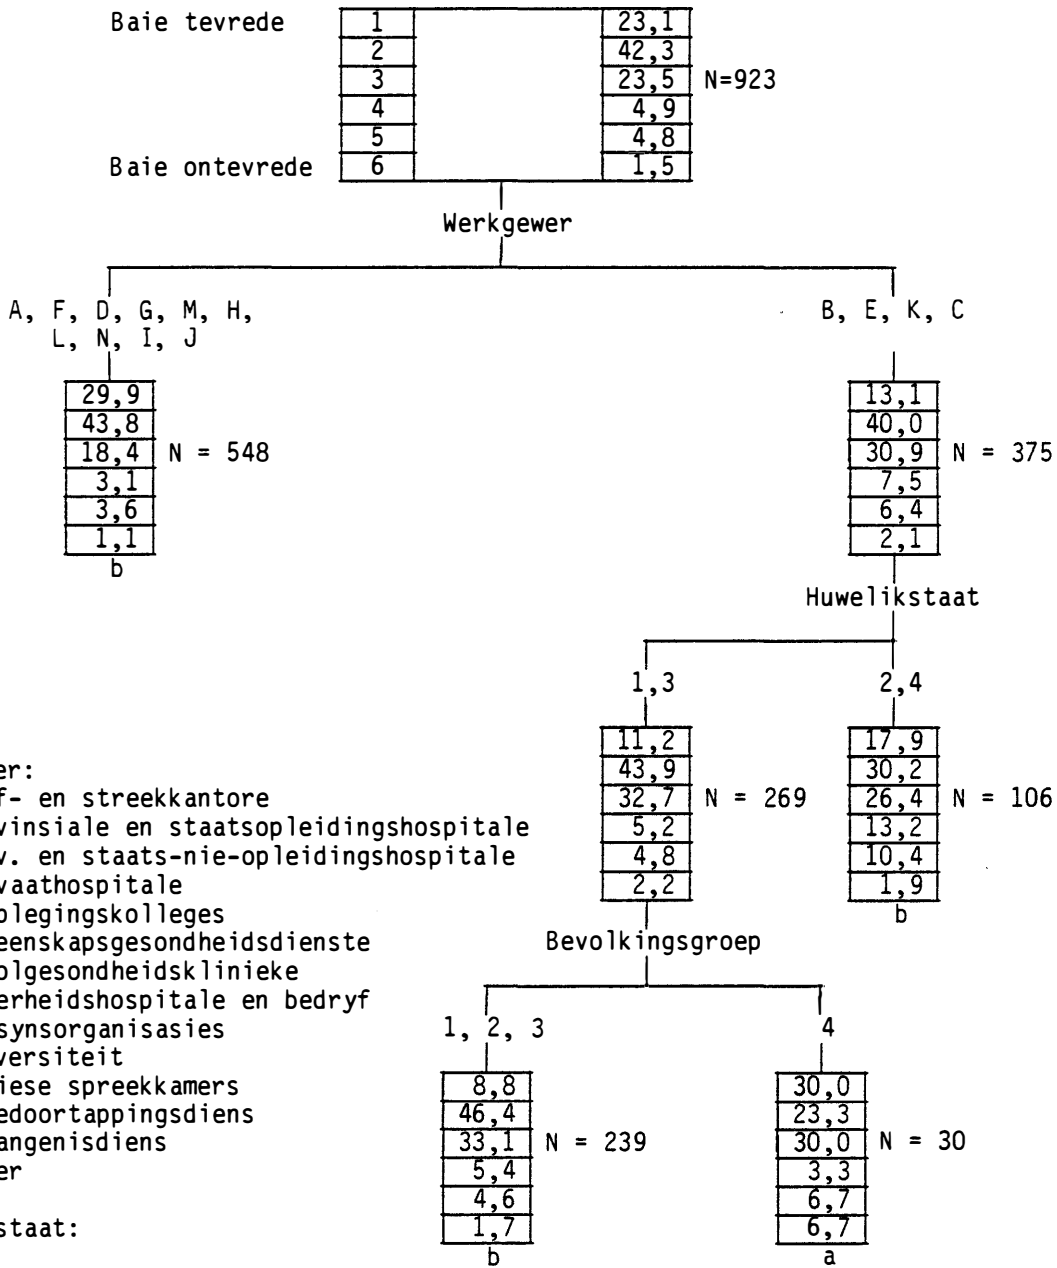 Baie tevrede 1 23,1
2 42,3
3 23,5 N=923
4 4,9
5 4,8
Baie ontevrede 6 1,5
Werkgewer
A, F, D, G, M, H,
L, N, I, J
B, E, K, C
29,9
43,8
18,4 N = 548
3,1
3,6
1,1
b
13,1
40,0
30,9 N = 375
7,5
6,4
2,1
Huwelikstaat
1,3
2,4
11,2
43,9
32,7 N = 269
5,2
4,8
2,2
17,9
30,2
26,4 N = 106
13,2
10,4
1,9
b
er:
f- en streekkantore
vinsiale en staatsopleidingshospitale
v. en staats-nie-opleidingshospitale
vaathospitale
plegingskolleges
eenskapsgesondheidsdienste
olgesondheidsklinieke
erheidshospitale en bedryf
synsorganisasies
versiteit
iese spreekkamers
edoortappingsdiens
angenisdiens
er
staat:
Bevolkingsgroep
1, 2, 3
4
8,8
46,4
33,1 N = 239
5,4
4,6
1,7
b
30,0
23,3
30,0 N = 30
3,3
6,7
6,7
a